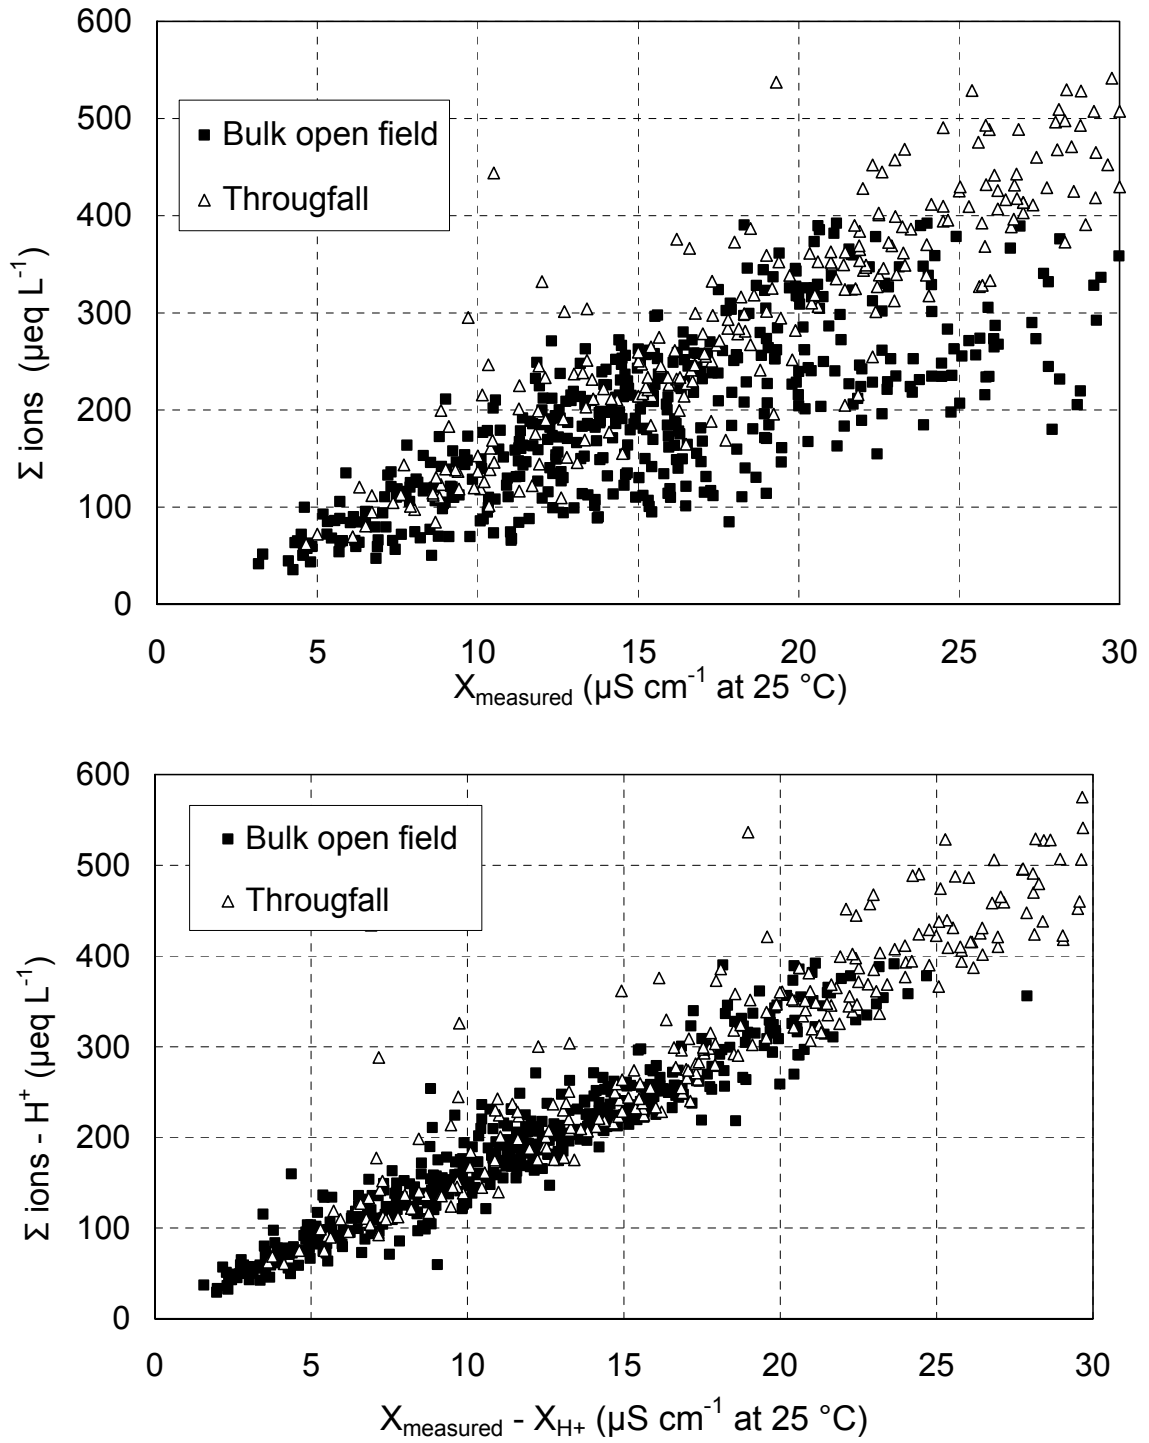 600
500
400
300
200
100
0
Σ ions (µeq L-1)
Bulk open field
Througfall
0 5 10 15 20 25 30
Xmeasured (µS cm-1 at 25 °C)
600
500
400
300
200
100
0
Σ ions - H+ (µeq L-1)
Bulk open field
Througfall
0 5 10 15 20 25 30
Xmeasured - XH+ (µS cm-1 at 25 °C)